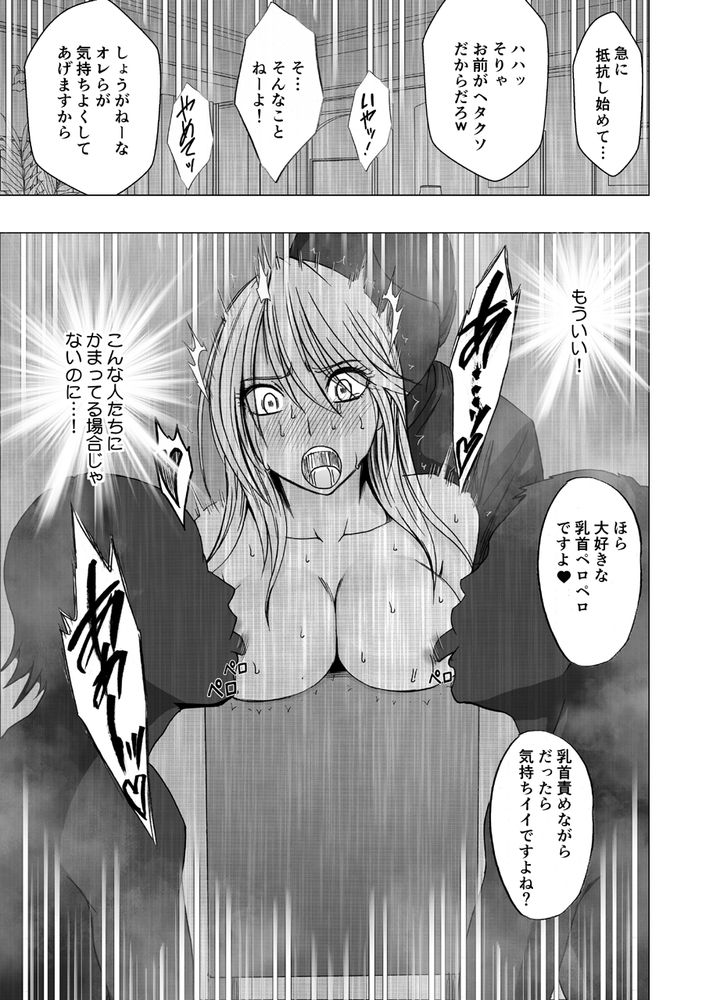 急に
抵抗し始めて…
ハハッ
そりゃ
お前がヘタクソ
だからだろw
いやッ！
そ…
そんなこと
ねーよ！
やめてッ
しょうがねーな
オレらが
気持ちよくして
あげますから
もういい！
あ…ッ♡
こんな人たちに
かまってる場合じゃ
ないのに…！
ほら
大好きな
乳首ペロペロ
ですよ♥
ペロ
ペロ
ペロ
ペロ
乳首責めながら
だったら
気持ちイイですよね？